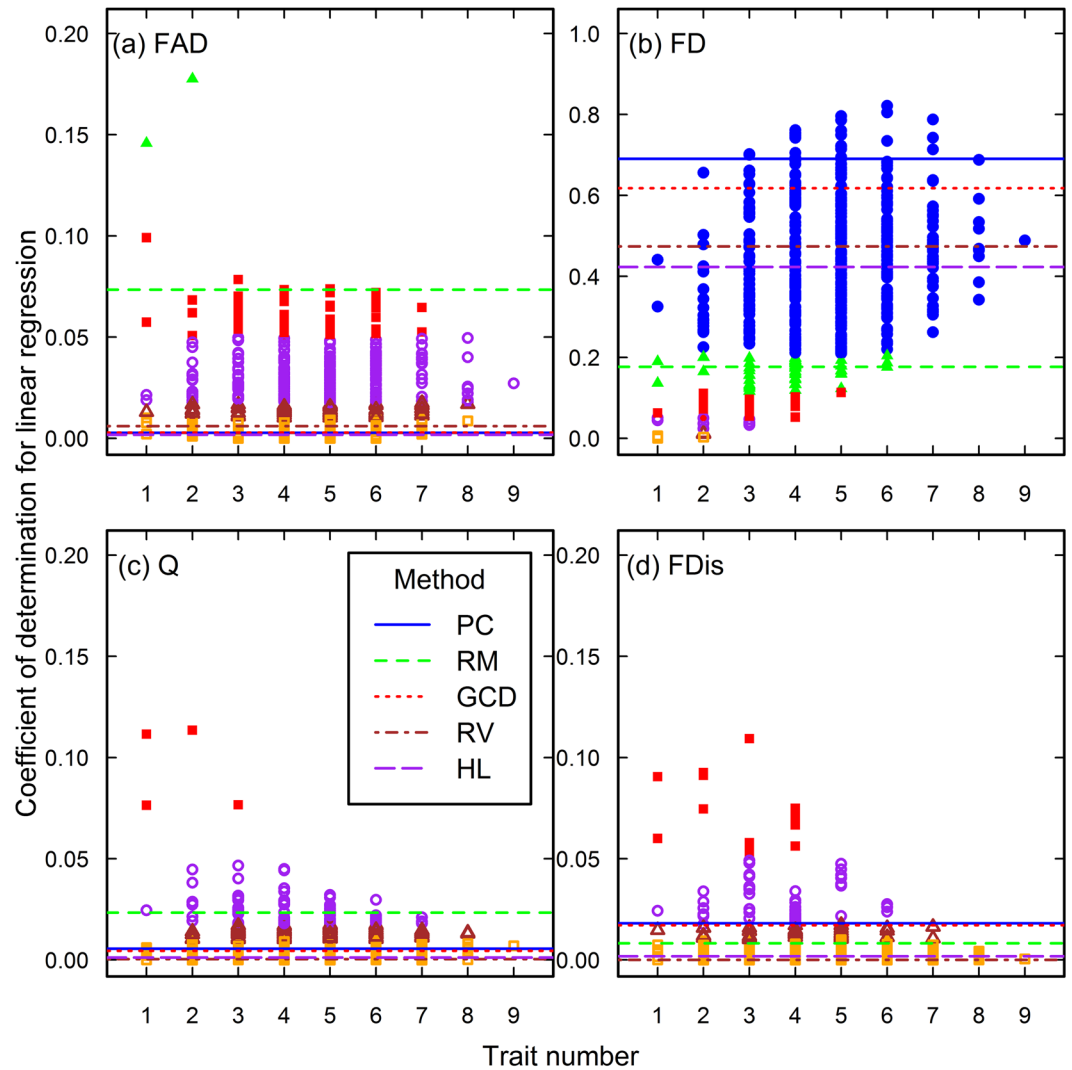 Coefficient of determination for linear regression
(a) FAD
0.20
0.15
0.10
0.05
0.00
1 2 3 4 5 6 7 8 9
(b) FD
1.0
0.8
0.6
0.4
0.2
0.0
1 2 3 4 5 6 7 8 9
(c) Q
0.20
0.15
0.10
0.05
0.00
1 2 3 4 5 6 7 8 9
Method
PC
RM
GCD
RV
HL
(d) FDis
0.20
0.15
0.10
0.05
0.00
1 2 3 4 5 6 7 8 9
Trait number